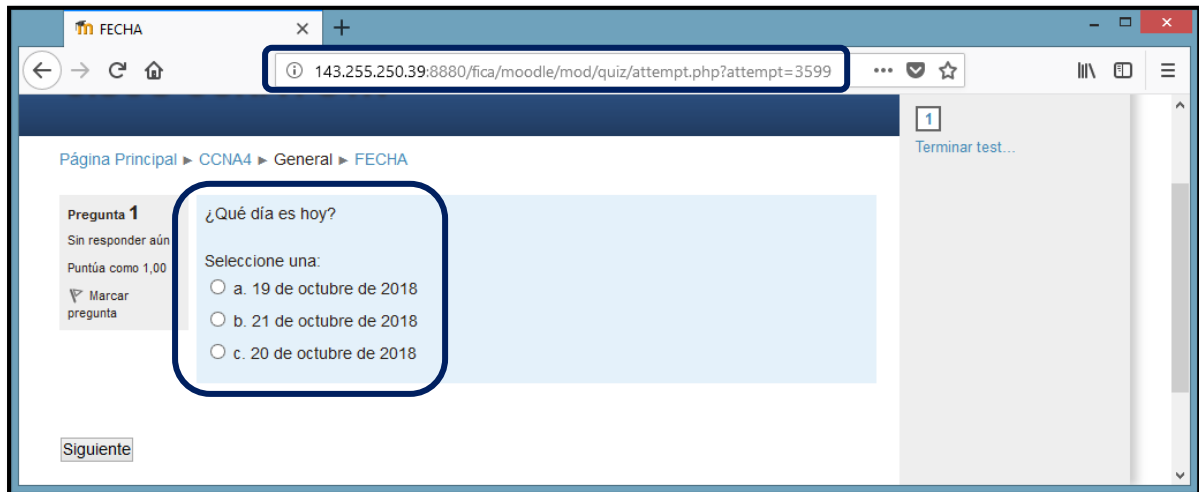 FECHA
143.255.250.39:8880/fica/moodle/mod/quiz/attempt.php?attempt=3599
Página Principal ► CCNA4 ► General ► FECHA
1
Terminar test...
Pregunta 1
Sin responder aún
Puntúa como 1,00
Marcar
pregunta
¿Qué día es hoy?
Seleccione una:
a. 19 de octubre de 2018
b. 21 de octubre de 2018
c. 20 de octubre de 2018
Siguiente